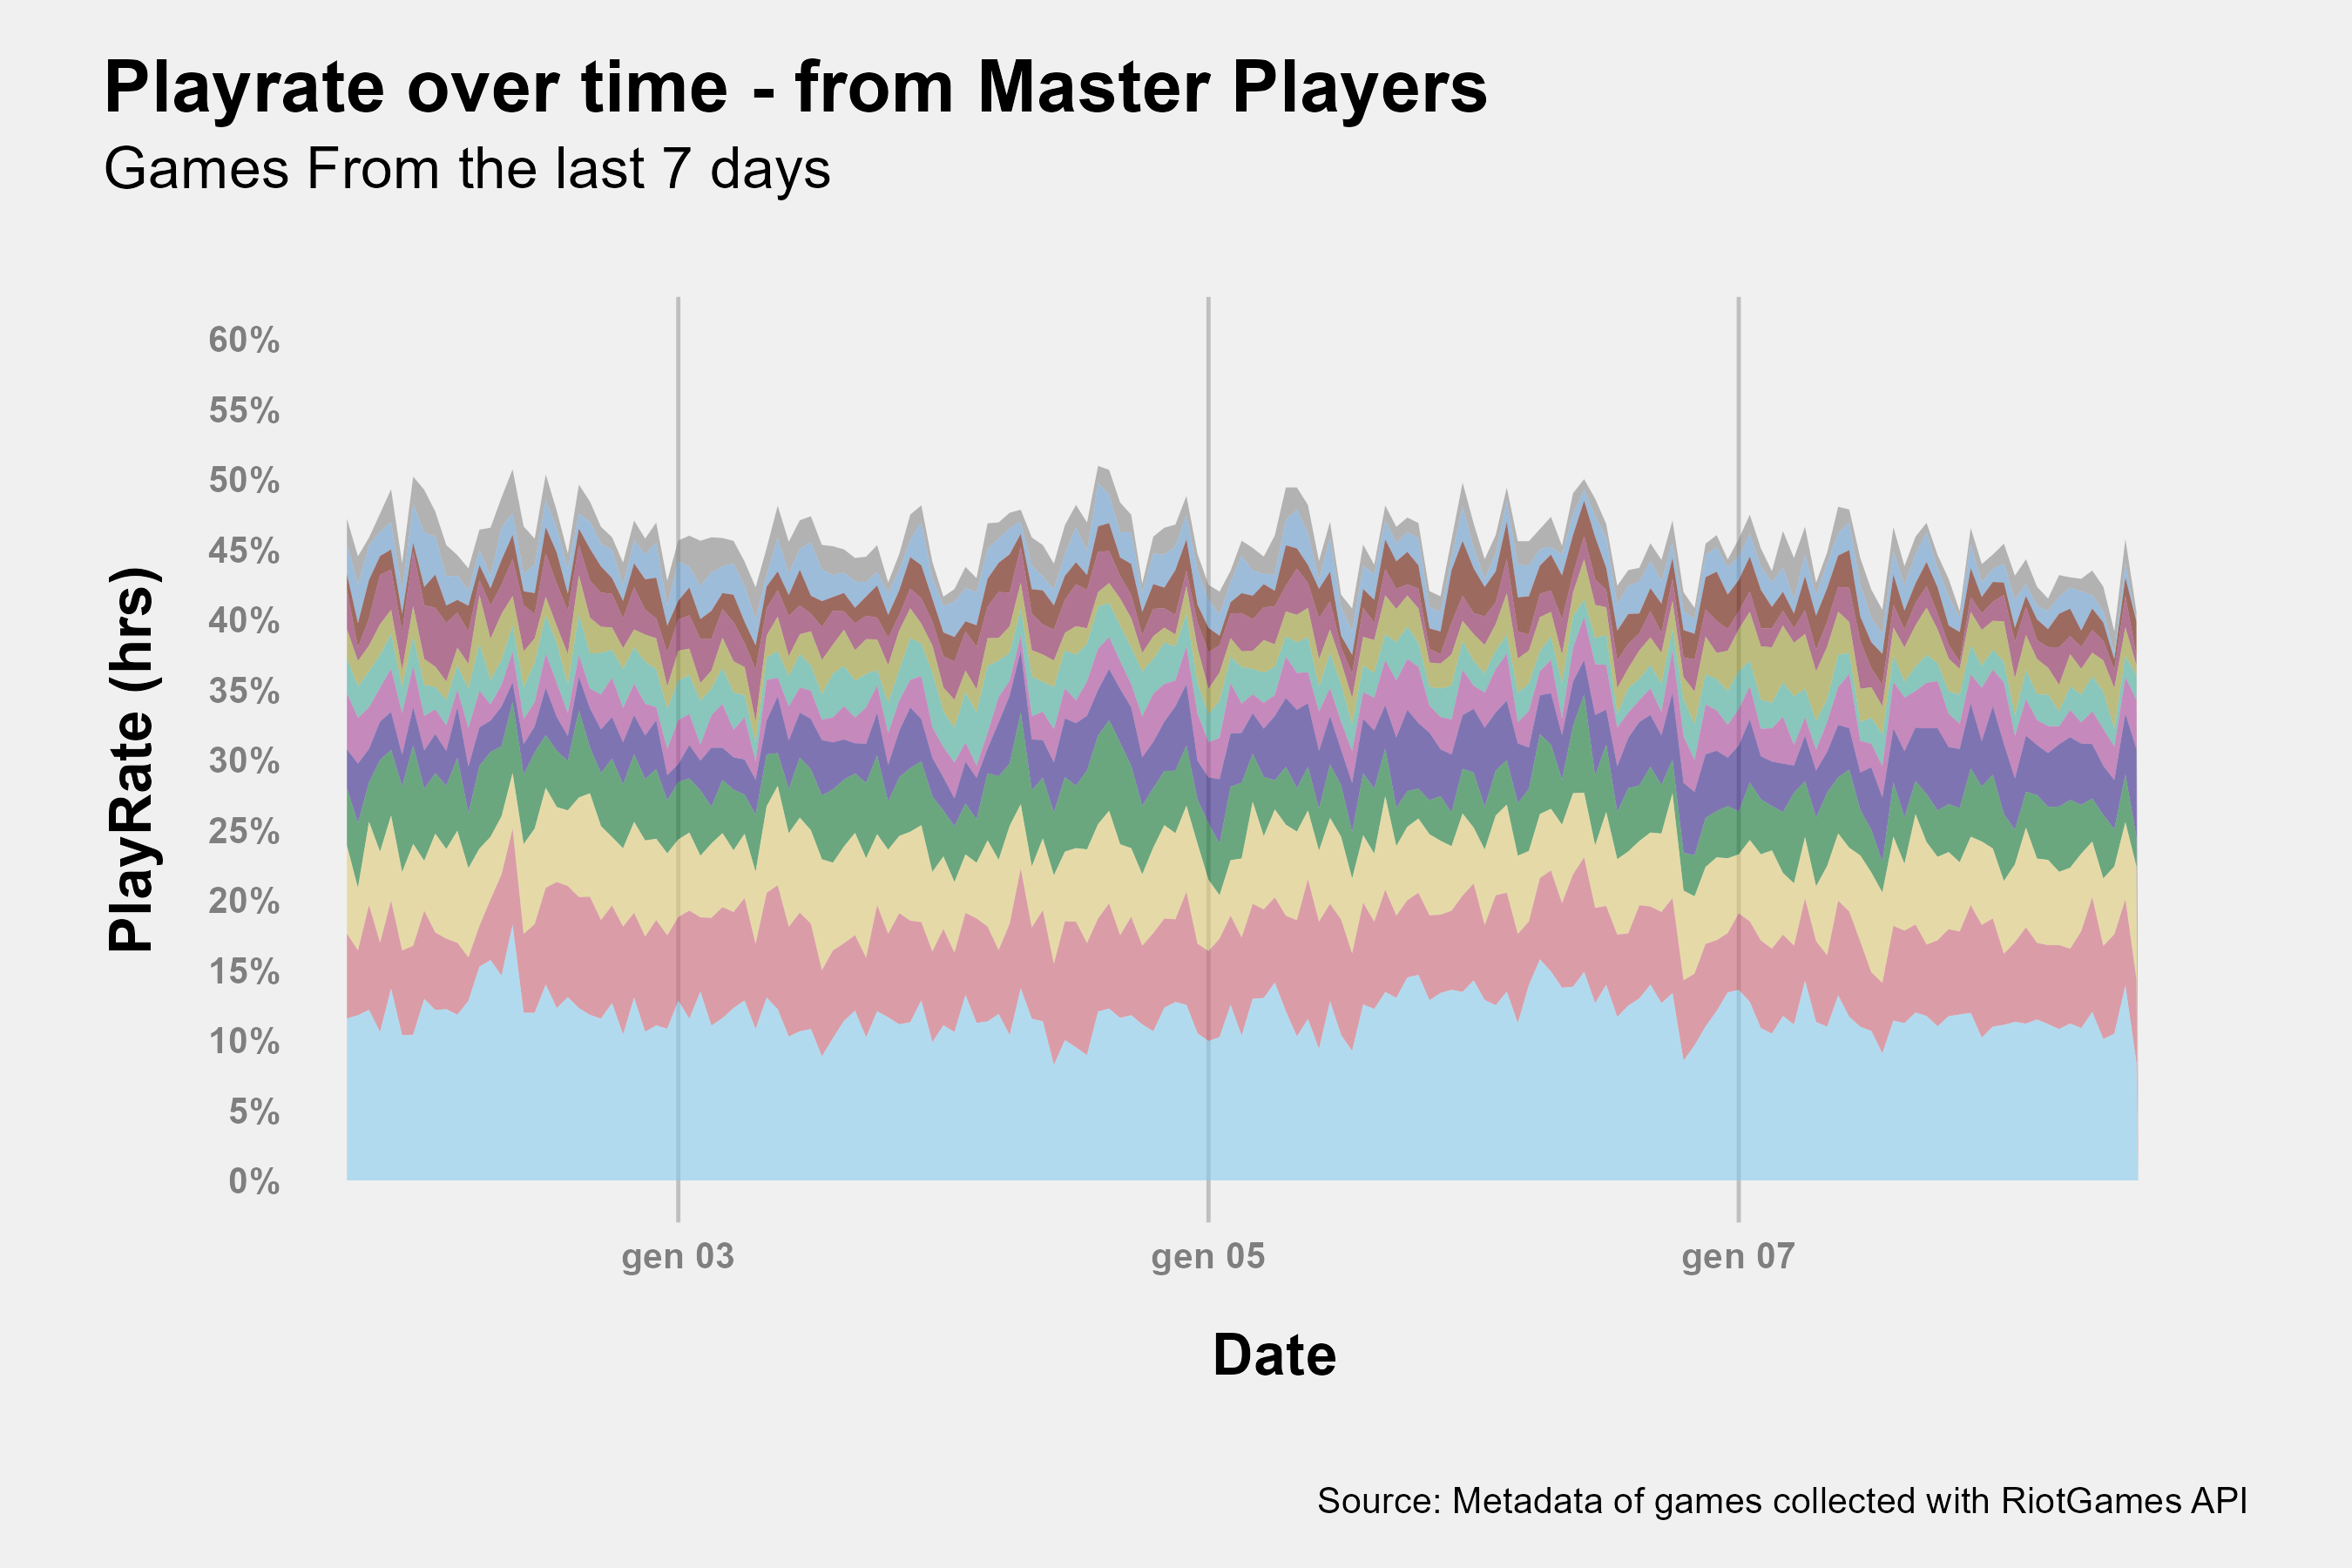 Playrate over time - from Master Players
Games From the last 7 days
60%
55%
50%
45%
40%
35%
30%
25%
20%
15%
10%
5%
0%
PlayRate (hrs)
gen 03
gen 05
gen 07
Date
Source: Metadata of games collected with RiotGames API